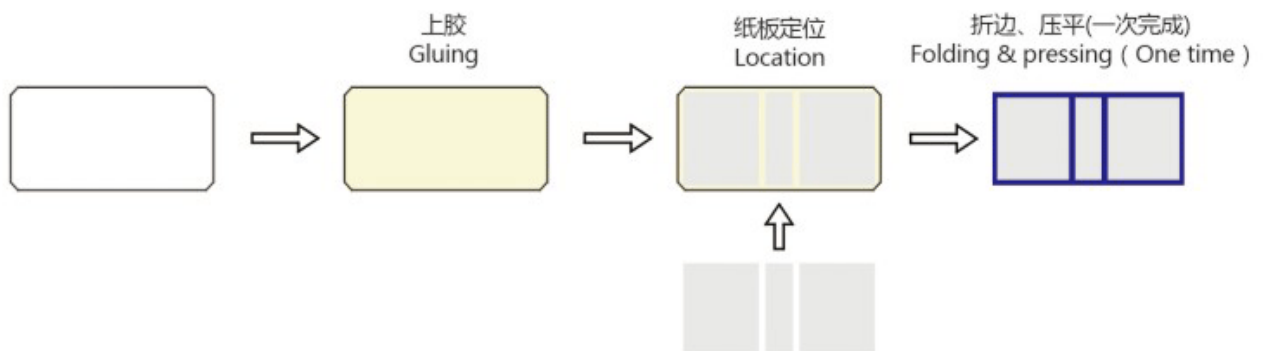 上胶
Gluing
纸板定位
Location
折边、压平(一次完成)
Folding & pressing ( One time )